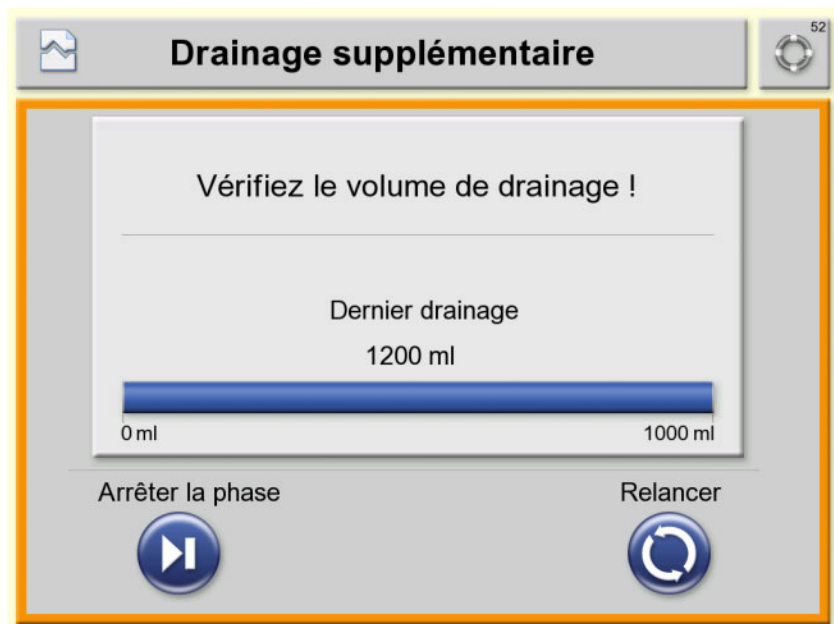 Drainage supplémentaire
52
Vérifiez le volume de drainage !
Dernier drainage
1200 ml
0 ml
1000 ml
Arrêter la phase
Relancer